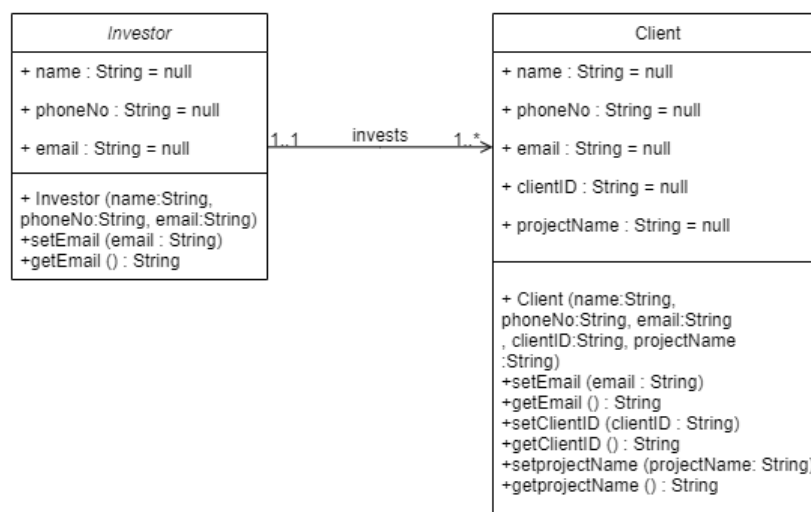 Investor
+ name : String = null
+ phoneNo : String = null
+ email : String = null
+ Investor (name:String,
phoneNo:String, email:String)
+setEmail (email : String)
+getEmail () : String
1..1
invests
1..*
Client
+ name : String = null
+ phoneNo : String = null
+ email : String = null
+ clientID : String = null
+ projectName : String = null
+ Client (name:String,
phoneNo:String, email:String
, clientID:String, projectName
:String)
+setEmail (email : String)
+getEmail () : String
+setClientID (clientID : String)
+getClientID () : String
+setprojectName (projectName: String)
+getprojectName () : String